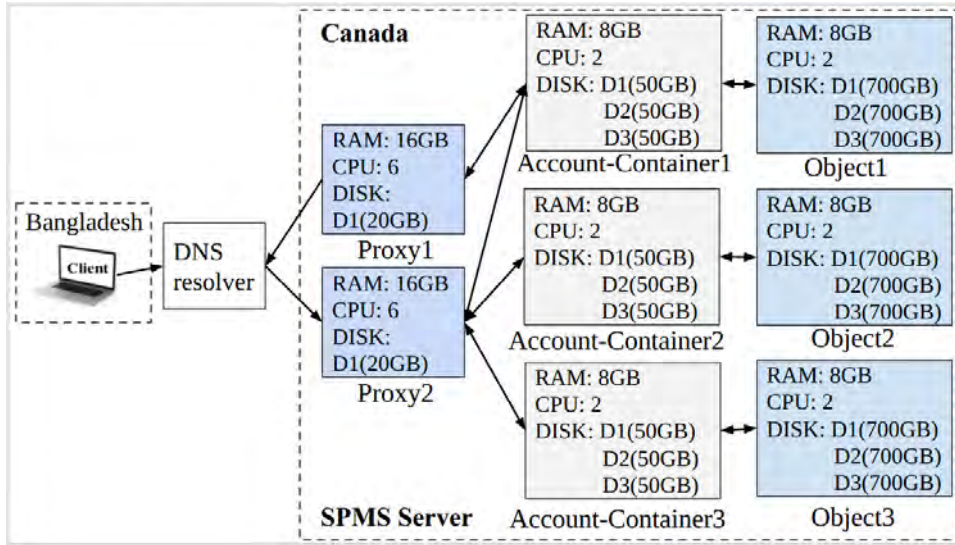 Canada
Bangladesh
Client
DNS
resolver
RAM: 16GB
CPU: 6
DISK:
D1(20GB)
Proxy1
RAM: 16GB
CPU: 6
DISK:
D1(20GB)
Proxy2
RAM: 8GB
CPU: 2
DISK: D1(50GB)
D2(50GB)
D3(50GB)
Account-Container1
RAM: 8GB
CPU: 2
DISK: D1(700GB)
D2(700GB)
D3(700GB)
Object1
RAM: 8GB
CPU: 2
DISK: D1(50GB)
D2(50GB)
D3(50GB)
Account-Container2
RAM: 8GB
CPU: 2
DISK: D1(700GB)
D2(700GB)
D3(700GB)
Object2
RAM: 8GB
CPU: 2
DISK: D1(50GB)
D2(50GB)
D3(50GB)
Account-Container3
RAM: 8GB
CPU: 2
DISK: D1(700GB)
D2(700GB)
D3(700GB)
Object3
SPMS Server